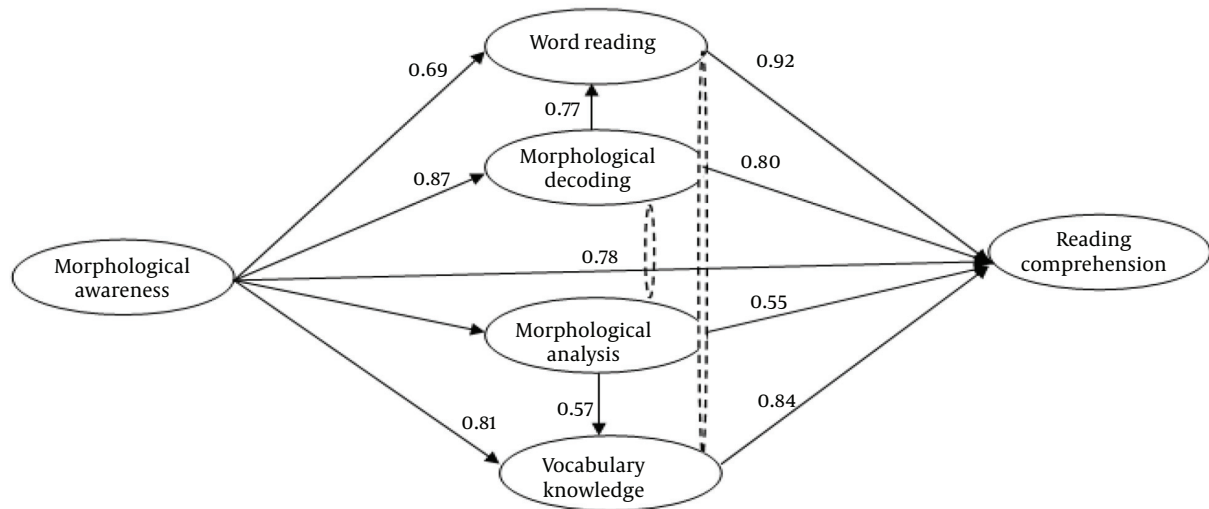 Word reading
0.69
0.92
0.77
Morphological
decoding
0.87
0.80
Morphological
awareness
0.78
Reading
comprehension
Morphological
analysis
0.55
0.57
0.81
0.84
Vocabulary
knowledge